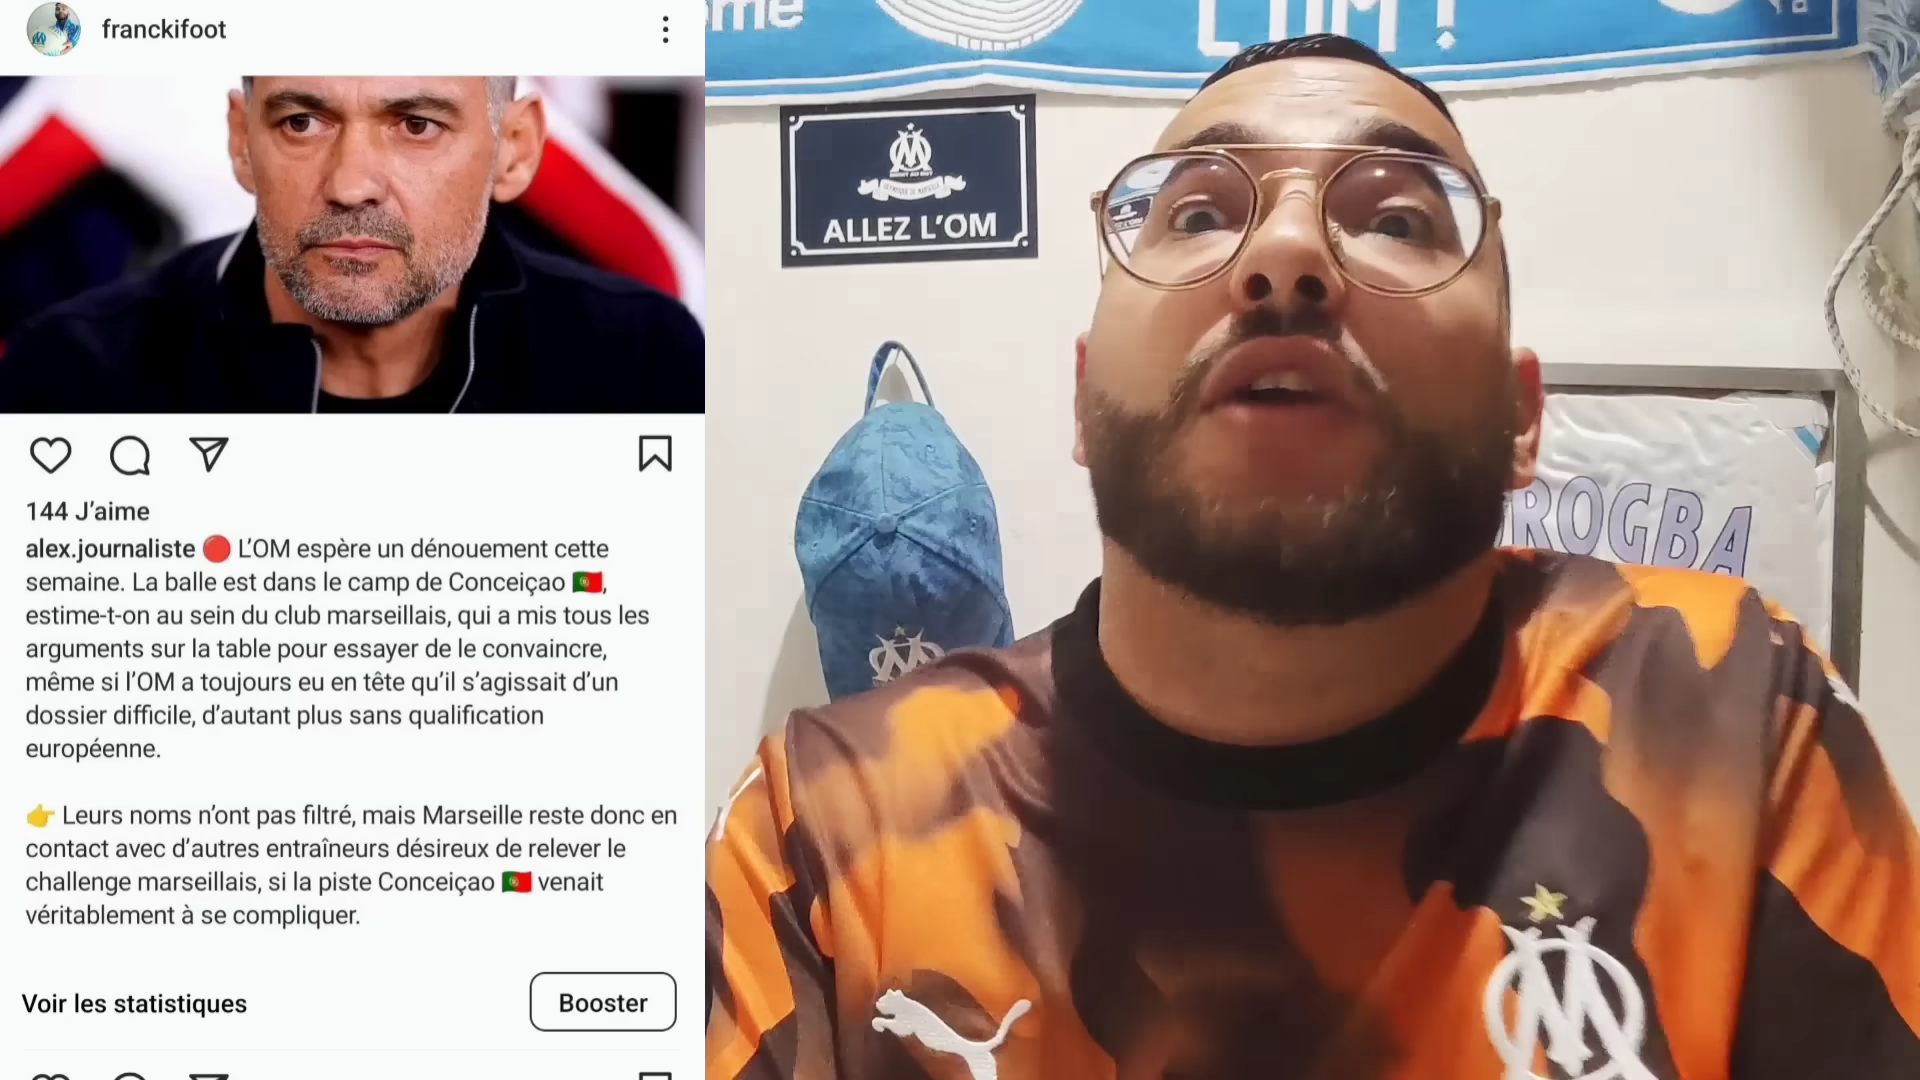 franckifoot
144 J’aime
alex.journaliste 🔴 L’OM espère un dénouement cette
semaine. La balle est dans le camp de Conceiçao 🇵🇹,
estime-t-on au sein du club marseillais, qui a mis tous les
arguments sur la table pour essayer de le convaincre,
même si l’OM a toujours eu en tête qu’il s’agissait d’un
dossier difficile, d’autant plus sans qualification
européenne.
👉 Leurs noms n’ont pas filtré, mais Marseille reste donc en
contact avec d’autres entraîneurs désireux de relever le
challenge marseillais, si la piste Conceiçao 🇵🇹 venait
véritablement à se compliquer.
Voir les statistiques
Booster
L'OM !
ALLEZ L’OM
ROGBA